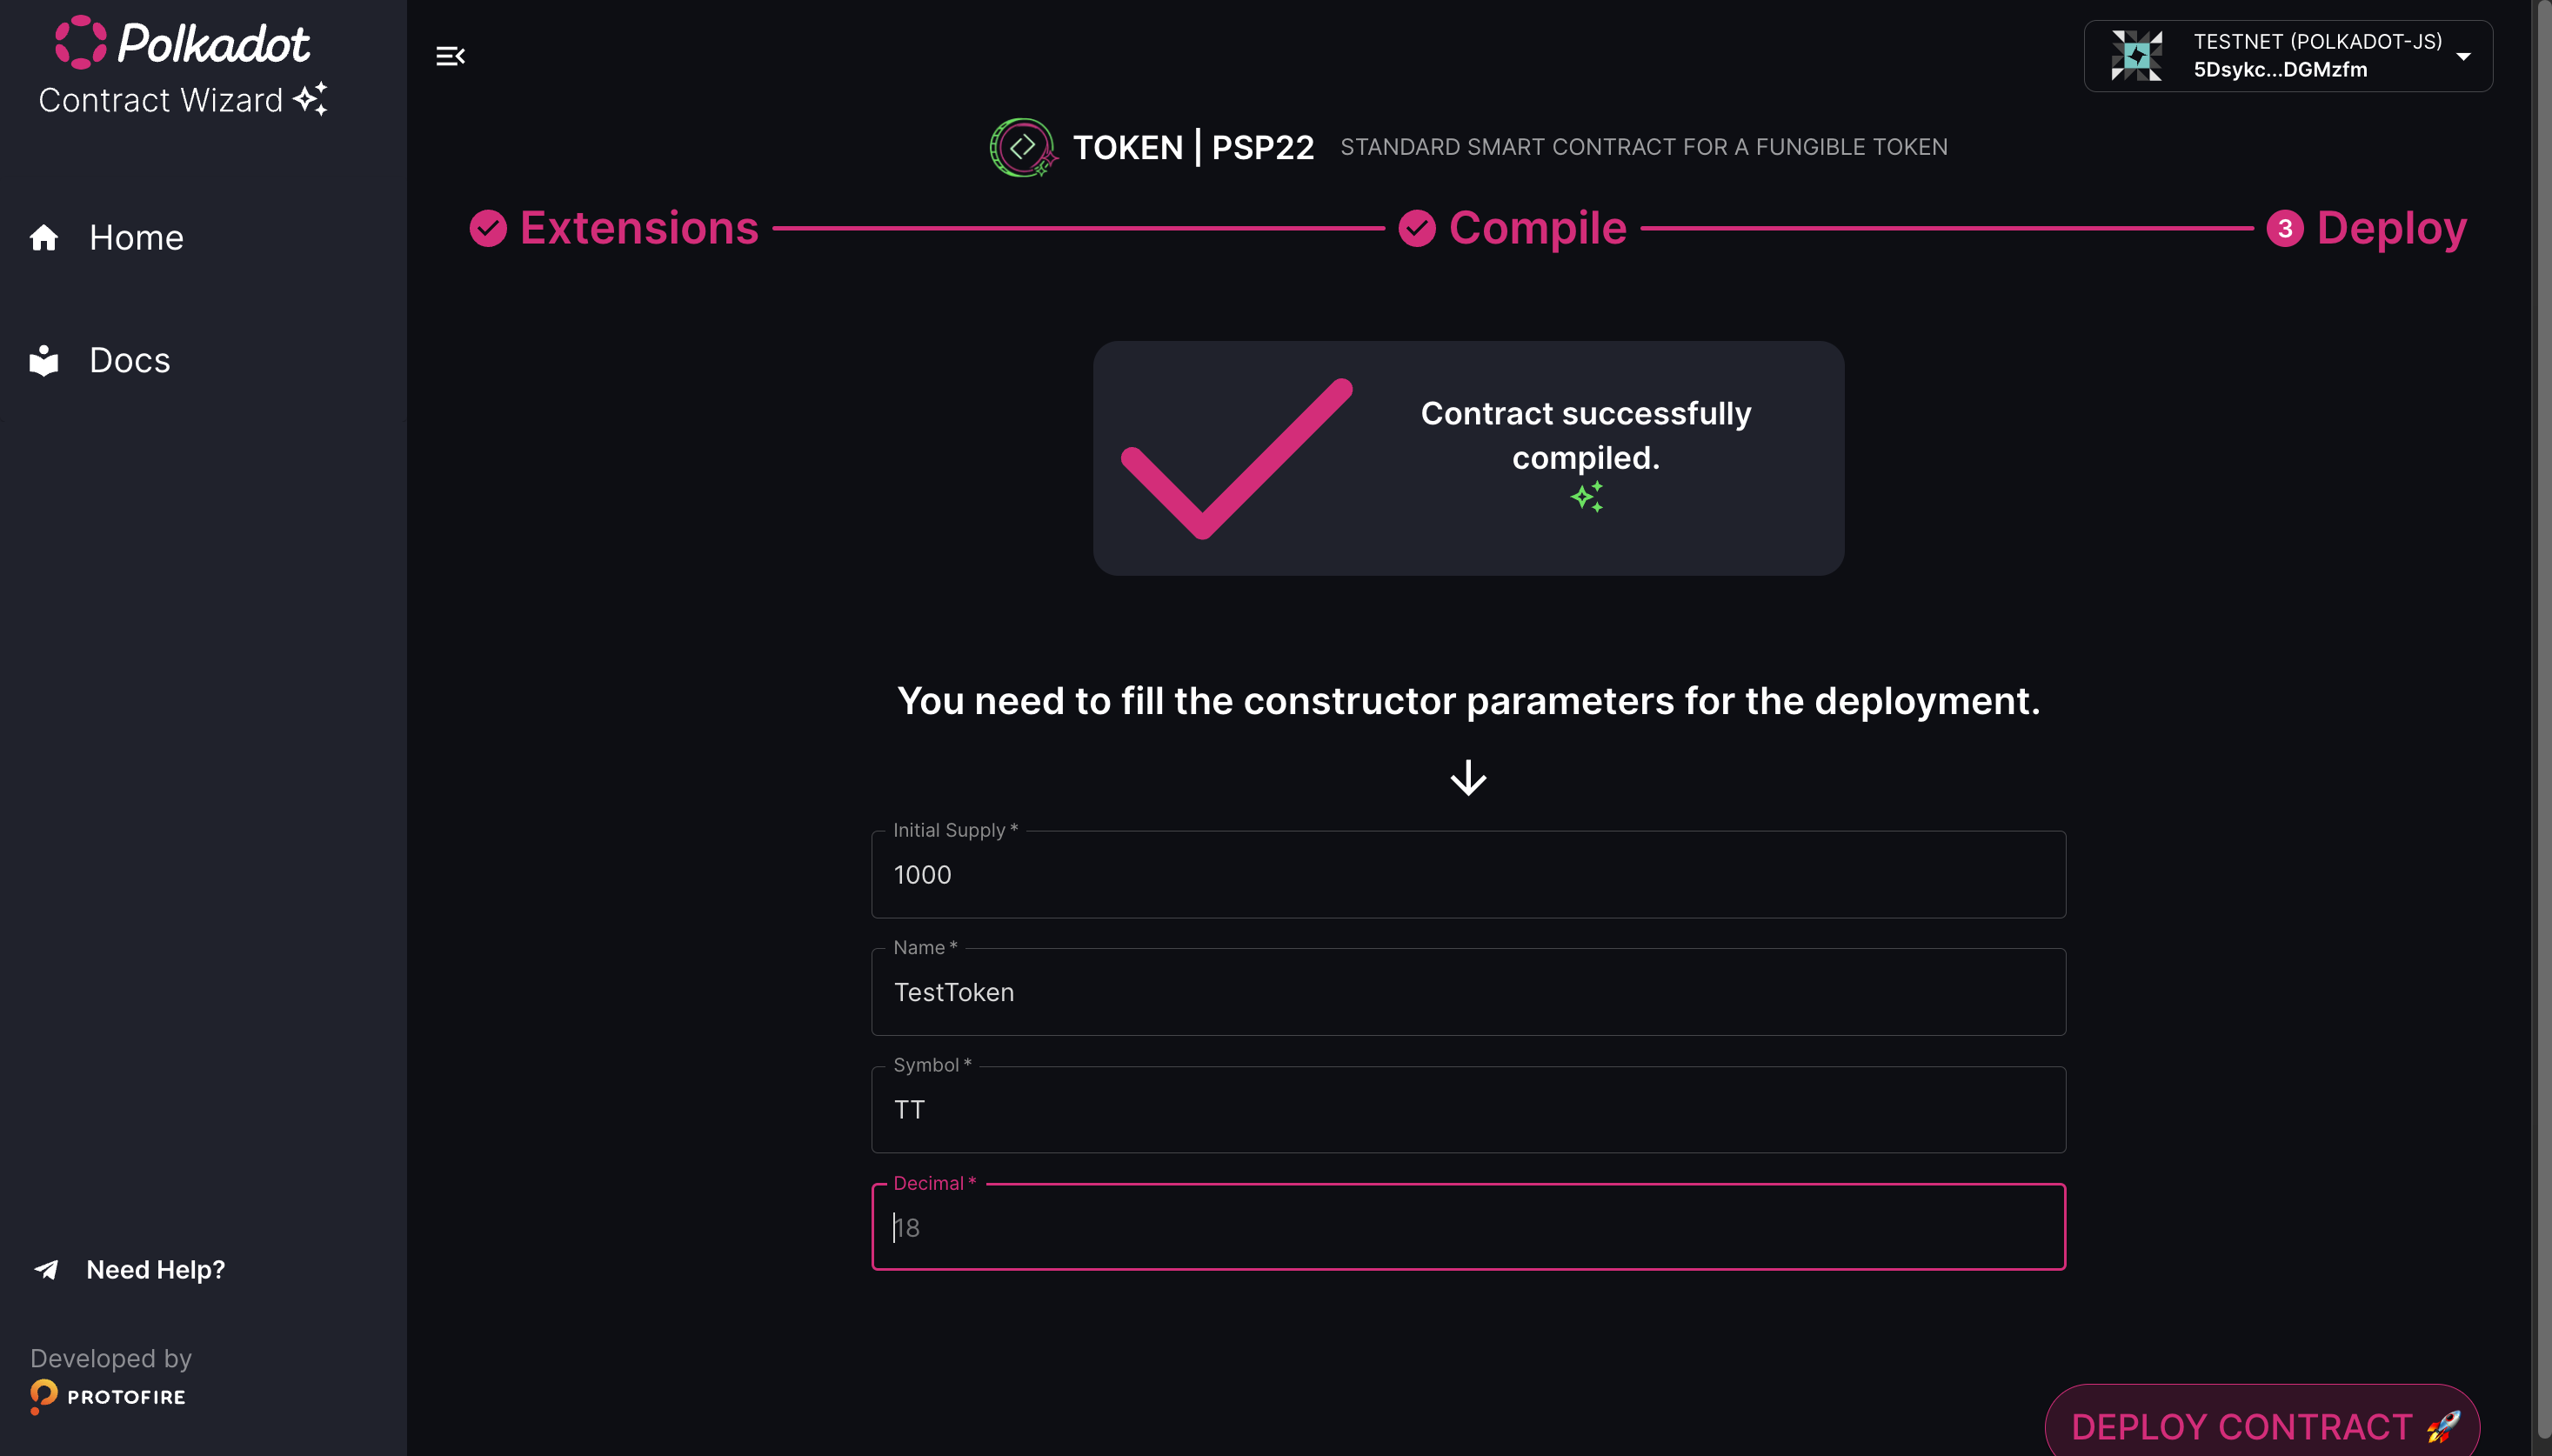 Polkadot
Contract Wizard
Home
Docs
Need Help?
Developed by
PROTOFIRE
TESTNET (POLKADOT-JS)
5Dsykc...DGMzfm
TOKEN | PSP22 STANDARD SMART CONTRACT FOR A FUNGIBLE TOKEN
Extensions Compile 3 Deploy
Contract successfully
compiled.
You need to fill the constructor parameters for the deployment.
Initial Supply *
1000
Name *
TestToken
Symbol *
TT
Decimal *
18
DEPLOY CONTRACT 🚀